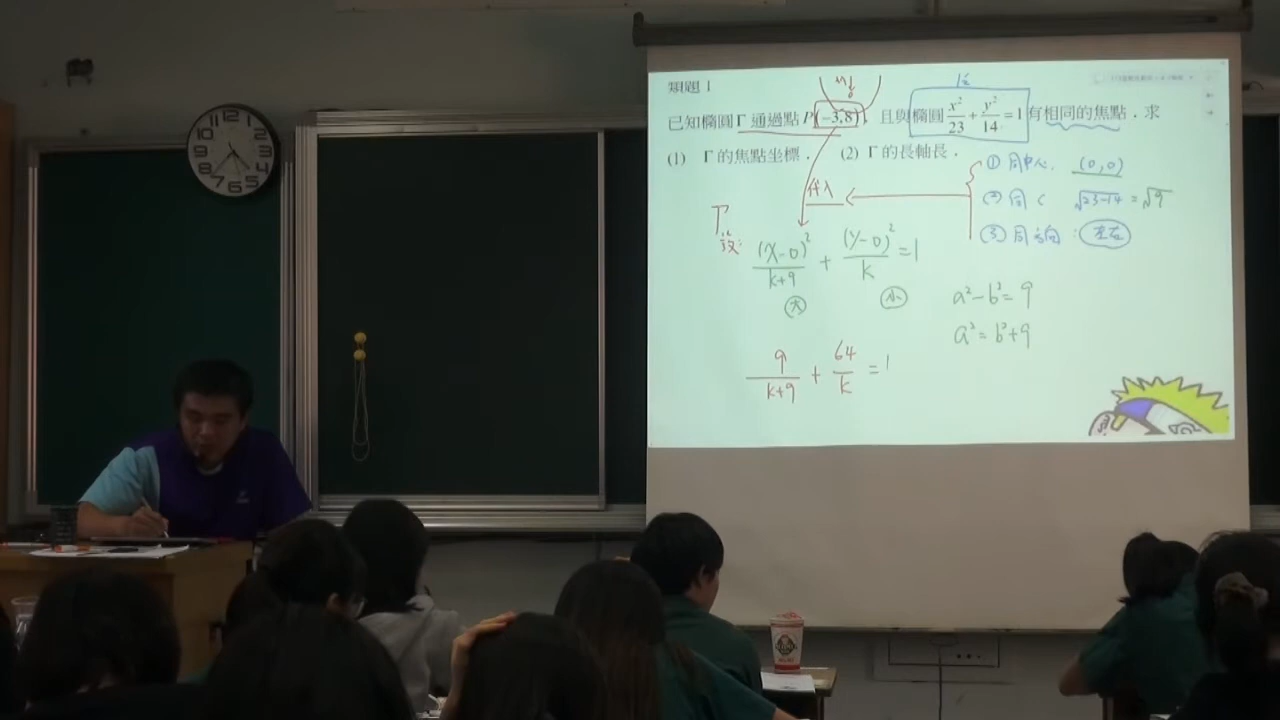 類題 1
已知橢圓 Γ 通過點 P(−3,8)，且與橢圓 x²/23 + y²/14 = 1 有相同的焦點．求
(1) Γ 的焦點坐標． (2) Γ 的長軸長．
① 同中心. (0,0)
② 同 c √23-14 = √9
③ 同方向: 左右
代入
Γ 設:
(x-0)²/k+9 + (y-0)²/k = 1
大 小
a²-b²=9
a²=b²+9
9/k+9 + 64/k = 1